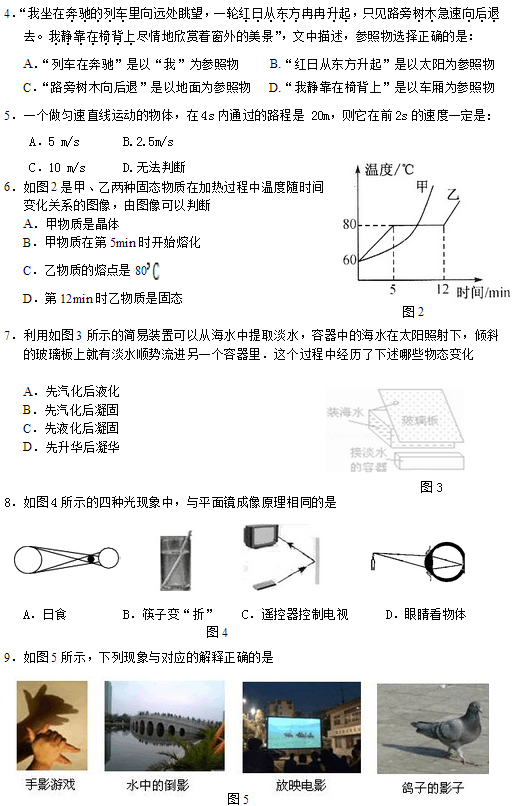 4.“我坐在奔驰的列车里向远处眺望,一轮红日从东方冉冉升起,只见路旁树木急速向后退
去。我静靠在椅背上尽情地欣赏着窗外的美景”,文中描述,参照物选择正确的是:
A.“列车在奔驰”是以“我”为参照物 B.“红日从东方升起”是以太阳为参照物
C.“路旁树木向后退”是以地面为参照物 D.“我静靠在椅背上”是以车厢为参照物
5.一个做匀速直线运动的物体,在4s内通过的路程是 20m,则它在前2s的速度一定是:
A.5 m/s B.2.5m/s
C.10 m/s D.无法判断
6.如图2是甲、乙两种固态物质在加热过程中温度随时间
变化关系的图像,由图像可以判断
A.甲物质是晶体
B.甲物质在第5min时开始熔化
C.乙物质的熔点是 80℃
D.第12min时乙物质是固态
温度/℃
甲
乙
80
60
5 12 时间/min
图2
7.利用如图3所示的简易装置可以从海水中提取淡水,容器中的海水在太阳照射下,倾斜
的玻璃板上就有淡水顺势流进另一个容器里.这个过程中经历了下述哪些物态变化
A.先汽化后液化
B.先汽化后凝固
C.先液化后凝固
D.先升华后凝华
装海水
玻璃板
接淡水
的容器
图3
8.如图4所示的四种光现象中,与平面镜成像原理相同的是
A.日食 B.筷子变“折” C.遥控器控制电视 D.眼睛看物体
图4
9.如图5所示,下列现象与对应的解释正确的是
手影游戏 水中的倒影 放映电影 鸽子的影子
图5